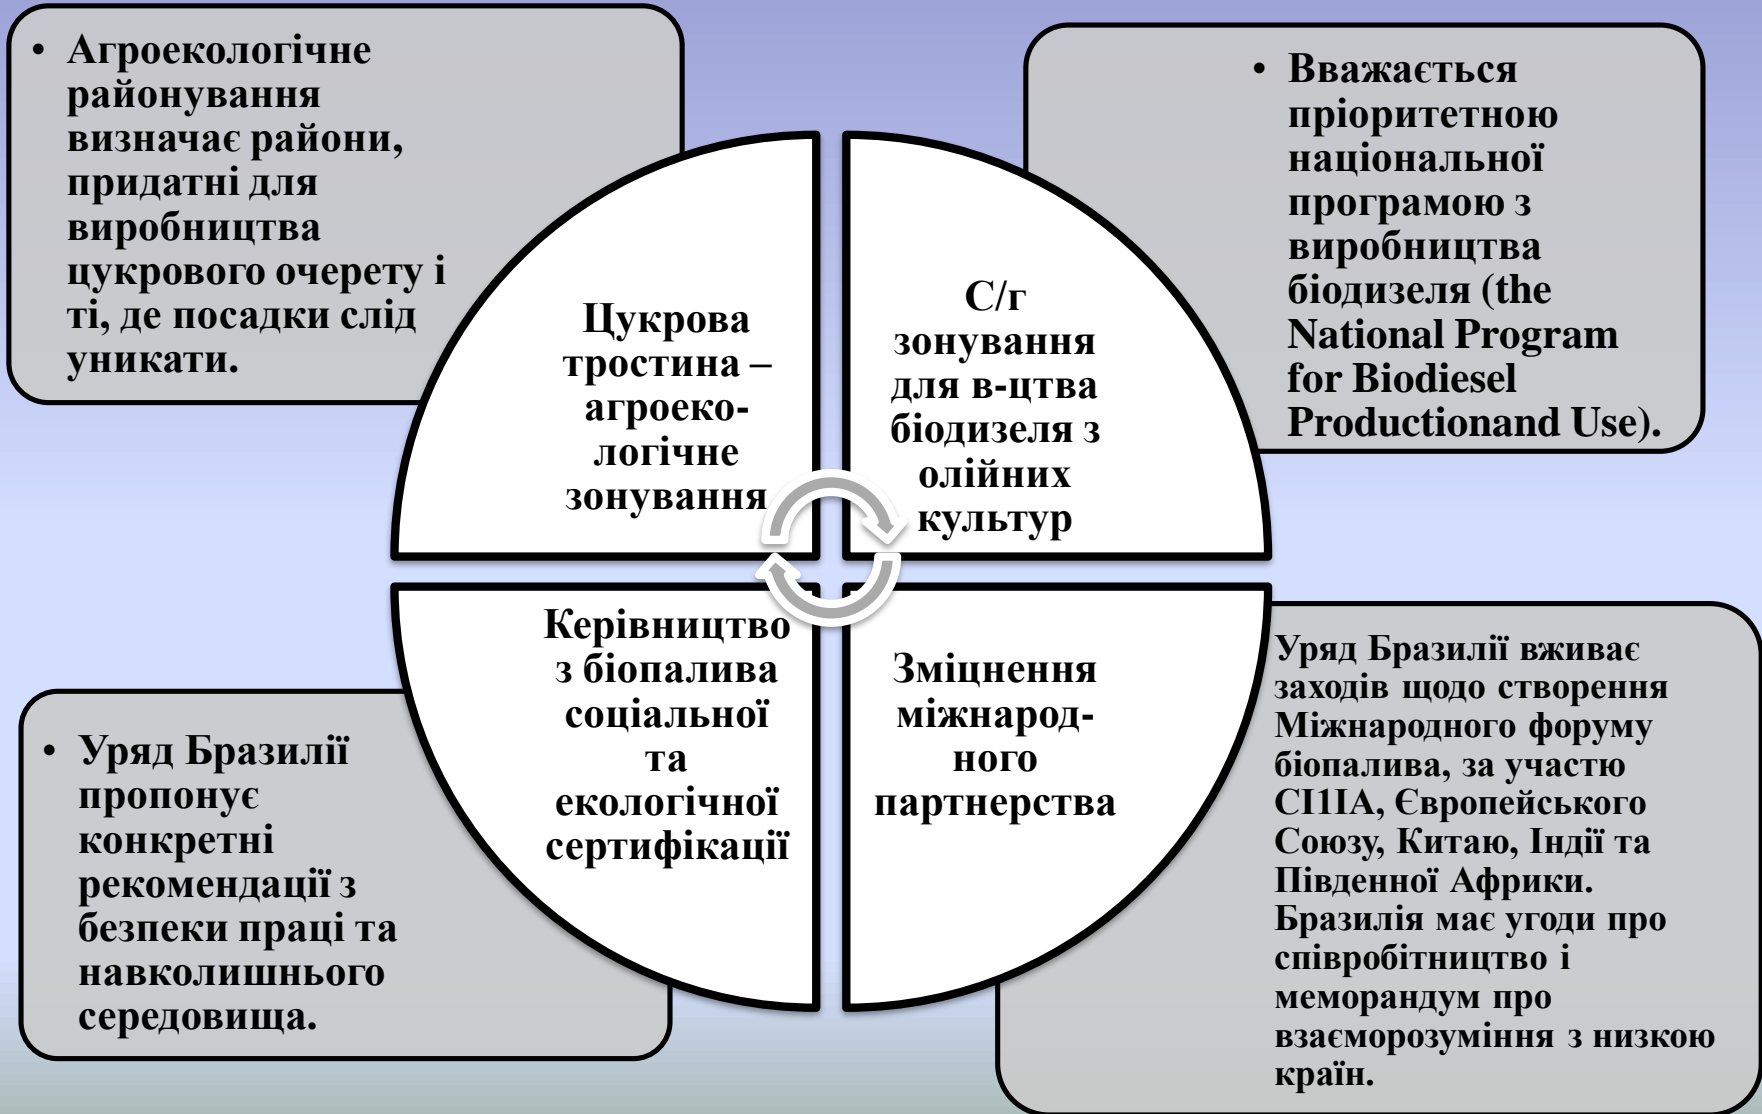 • Агроекологічне
районування
визначає райони,
придатні для
виробництва
цукрового очерету і
ті, де посадки слід
уникати.
• Вважається
пріоритетною
національної
програмою з
виробництва
біодизеля (the
National Program
for Biodiesel
Productionand Use).
Цукрова
тростина –
агроеко-
логічне
зонування
С/г
зонування
для в-цтва
біодизеля з
олійних
культур
Керівництво
з біопалива
соціальної
та
екологічної
сертифікації
Зміцнення
міжнарод-
ного
партнерства
• Уряд Бразилії
пропонує
конкретні
рекомендації з
безпеки праці та
навколишнього
середовища.
Уряд Бразилії вживає
заходів щодо створення
Міжнародного форуму
біопалива, за участю
СІ1ІА, Європейського
Союзу, Китаю, Індії та
Південної Африки.
Бразилія має угоди про
співробітництво і
меморандум про
взаєморозуміння з низкою
країн.